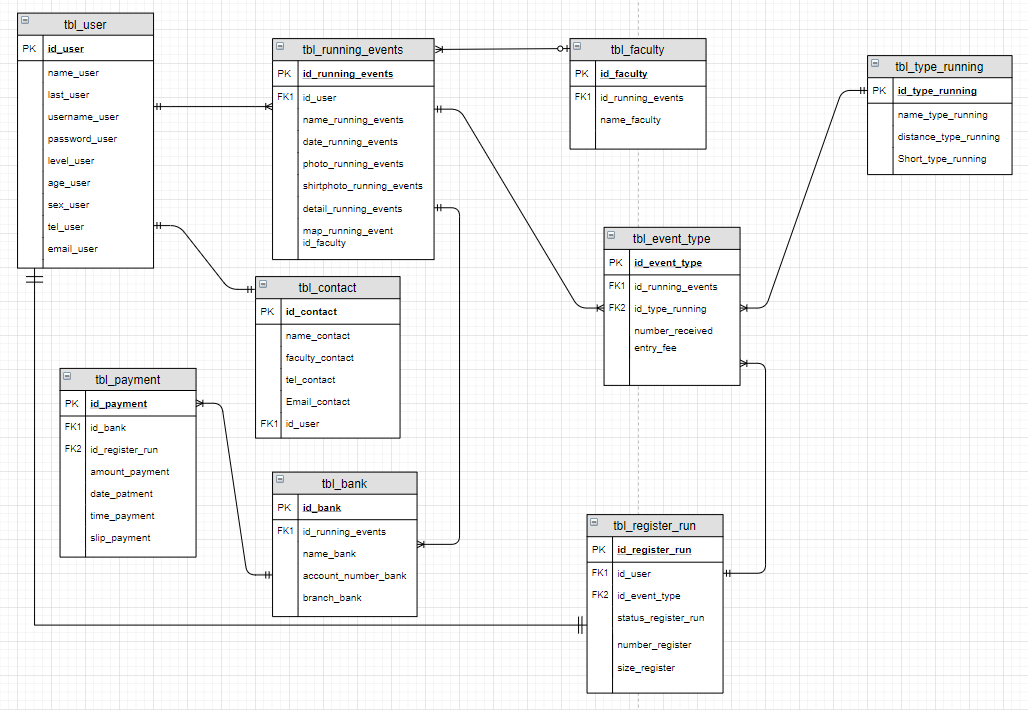 tbl_user
PK id_user
name_user
last_user
username_user
password_user
level_user
age_user
sex_user
tel_user
email_user
tbl_running_events
PK id_running_events
FK1 id_user
name_running_events
date_running_events
photo_running_events
shirtphoto_running_events
detail_running_events
map_running_event
id_faculty
tbl_faculty
PK id_faculty
FK1 id_running_events
name_faculty
tbl_type_running
PK id_type_running
name_type_running
distance_type_running
Short_type_running
tbl_event_type
PK id_event_type
FK1 id_running_events
FK2 id_type_running
number_received
entry_fee
tbl_contact
PK id_contact
name_contact
faculty_contact
tel_contact
Email_contact
FK1 id_user
tbl_payment
PK id_payment
FK1 id_bank
FK2 id_register_run
amount_payment
date_patment
time_payment
slip_payment
tbl_bank
PK id_bank
FK1 id_running_events
name_bank
account_number_bank
branch_bank
tbl_register_run
PK id_register_run
FK1 id_user
FK2 id_event_type
status_register_run
number_register
size_register